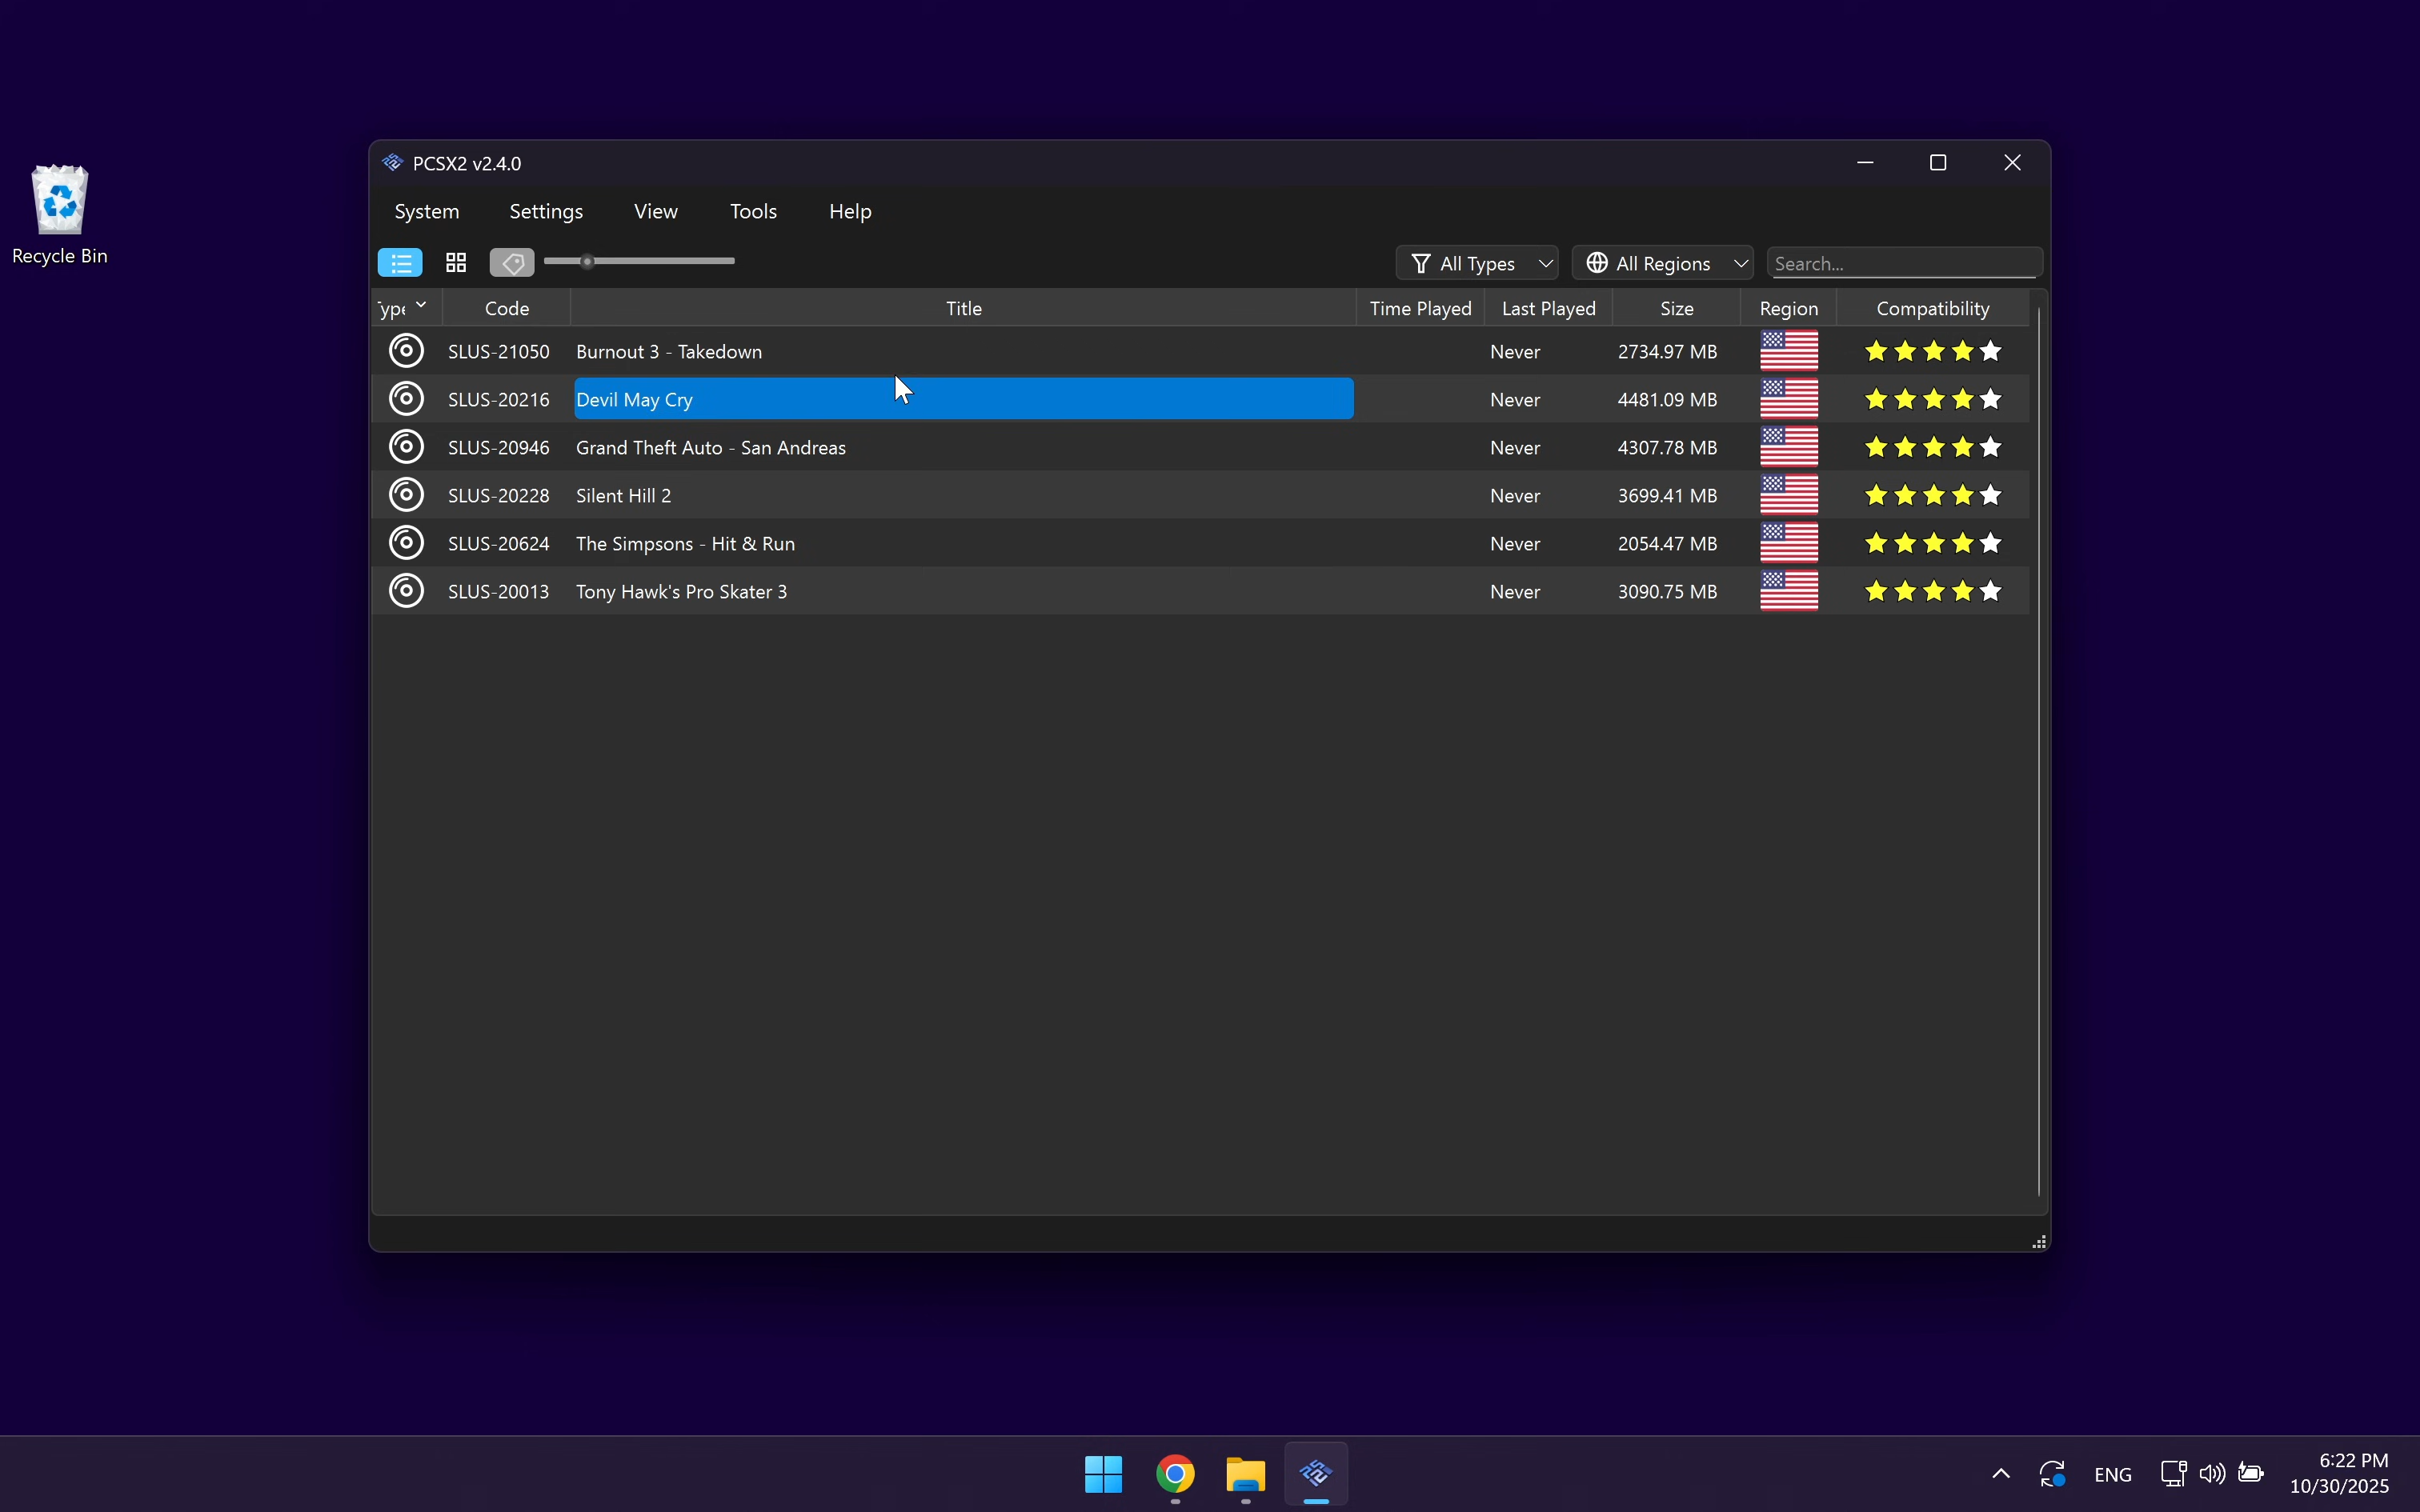 Recycle Bin
PCSX2 v2.4.0
System Settings View Tools Help
All Types All Regions Search...
Code Title Time Played Last Played Size Region Compatibility
SLUS-21050 Burnout 3 - Takedown Never 2734.97 MB
SLUS-20216 Devil May Cry Never 4481.09 MB
SLUS-20946 Grand Theft Auto - San Andreas Never 4307.78 MB
SLUS-20228 Silent Hill 2 Never 3699.41 MB
SLUS-20624 The Simpsons - Hit & Run Never 2054.47 MB
SLUS-20013 Tony Hawk's Pro Skater 3 Never 3090.75 MB
ENG
6:22 PM
10/30/2025